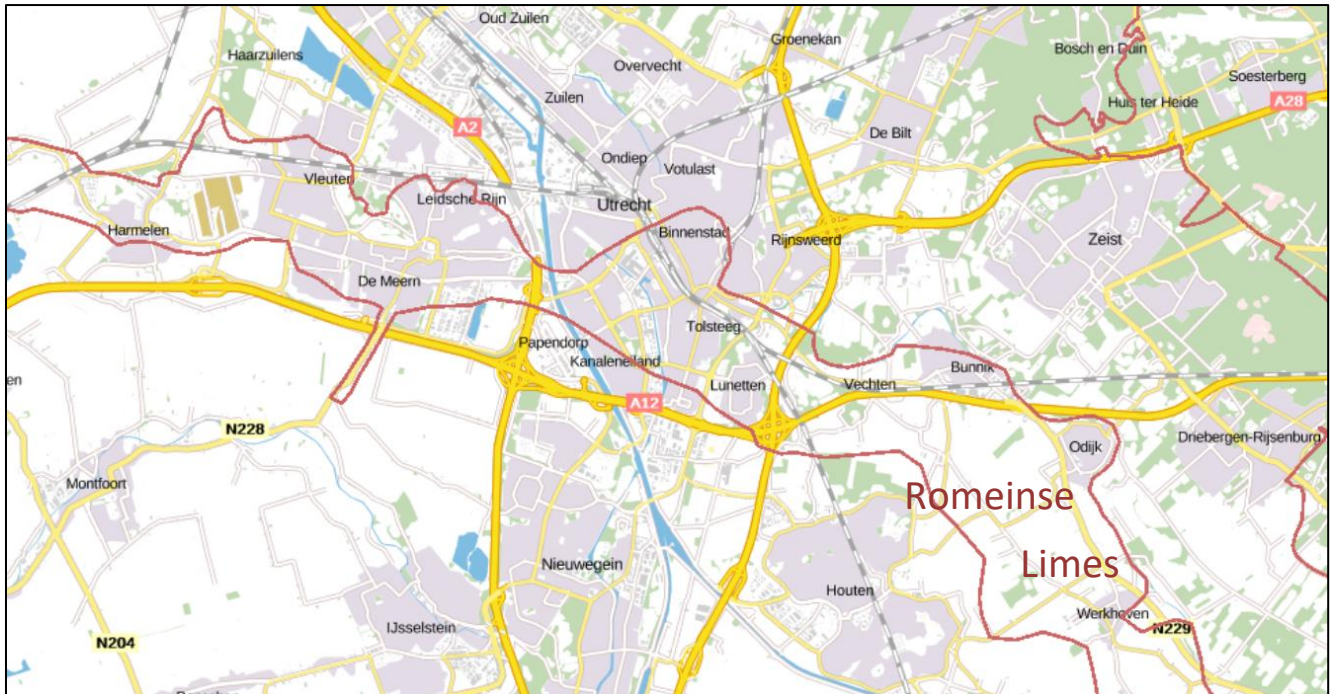 Oud Zuilen
Groenekan
Bosch en Duin
Haarzuilens
Overvecht
Soesterberg
Zuilen
Huis ter Heide
A28
A2
De Bilt
Ondiep
Votulast
Vleuten
Leidsche Rijn
Utrecht
Harmelen
Binnenstad
Rijnsweerd
Zeist
De Meern
Tolsteeg
Papendorp
Kanaleneiland
Bunnik
en
Lunetten
Vechten
A12
N228
Odijk
Driebergen-Rijsenburg
Montfoort
Romeinse
Limes
Nieuwegein
Houten
Werkhoven
IJsselstein
N229
N204